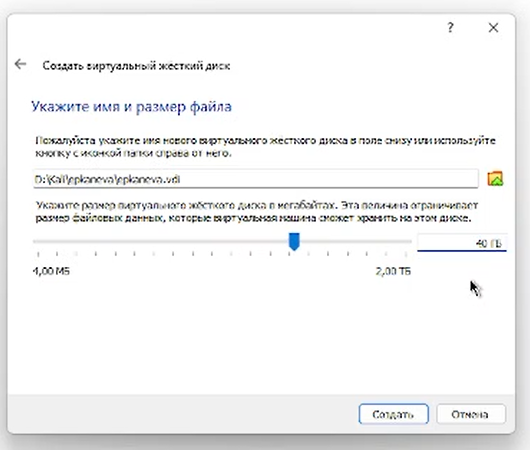 ?
Создать виртуальный жесткий диск
Укажите имя и размер файла
Пожалуйста укажите имя нового виртуального жесткого диска в поле снизу или используйте
кнопку с иконкой папки справа от него.
D:\Kali\epkaneva\epkaneva.vdi
Укажите размер виртуального жёсткого диска в мегабайтах. Эта величина ограничивает
размер файловых данных, которые виртуальная машина сможет хранить на этом диске.
40 ГБ
4,00 МБ 2,00 ТБ
Создать Отмена